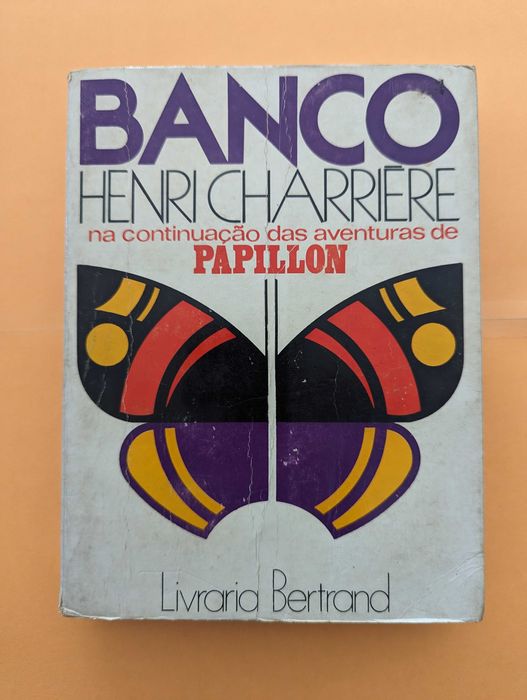 BANCO
HENRI CHARRIÈRE
na continuação das aventuras de
PAPILLON
Livraria Bertrand